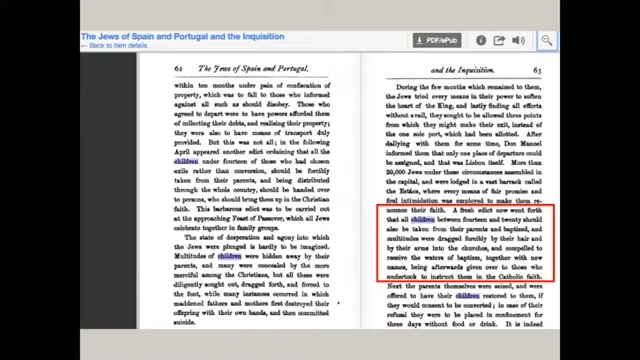 The Jews of Spain and Portugal and the Inquisition
← Back to item details
PDF/ePub
62 The Jews of Spain and Portugal,
within ten months under pain of confiscation of
property, which was to fall to those who informed
against all such as should disobey. Those who
agreed to depart were to have powers afforded them
of collecting their debts, and realising their property;
they were also to have means of transport duly
provided. But this was not all; in the following
April appeared another edict ordaining that all the
children under fourteen of those who had chosen
exile rather than conversion, should be forcibly
taken from their parents, and being distributed
through the whole country, should be handed over
to persons, who should bring them up in the Christian
faith. This barbarous edict was to be carried out
at the approaching Feast of Passover, which all Jews
celebrate together in family groups.
The state of desperation and agony into which
the Jews were plunged is hardly to be imagined.
Multitudes of children were hidden away by their
parents, and many were concealed by the more
merciful among the Christians, but all these were
diligently sought out, dragged forth, and forced to
the font, while many instances occurred in which
maddened fathers and mothers first destroyed their
offspring with their own hands, and then committed
suicide.
and the Inquisition. 63
During the few months which remained to them,
the Jews tried every means in their power to soften
the heart of the King, and lastly finding all efforts
without avail, they sought to be allowed three points
from which they might make their exit, instead of
the one sole port, which had been allotted. After
dallying with them for some time, Don Manoel
informed them that only one place of departure could
be assigned, and that was Lisbon itself. More than
20,000 Jews under these circumstances assembled in
the capital, and were lodged in a vast barrack called
the Estãos, where every means of fair promise and
foul intimidation was employed to make them re-
nounce their faith. A fresh edict now went forth
that all children between fourteen and twenty should
also be taken from their parents and baptized, and
multitudes were dragged forcibly by their hair and
by their arms into the churches, and compelled to
receive the waters of baptism, together with new
names, being afterwards given over to those who
undertook to instruct them in the Catholic faith.
Next the parents themselves were seized, and were
offered to have their children restored to them, if
they would consent to be converted; in case of their
refusal they were to be placed in confinement for
three days without food or drink. It is indeed